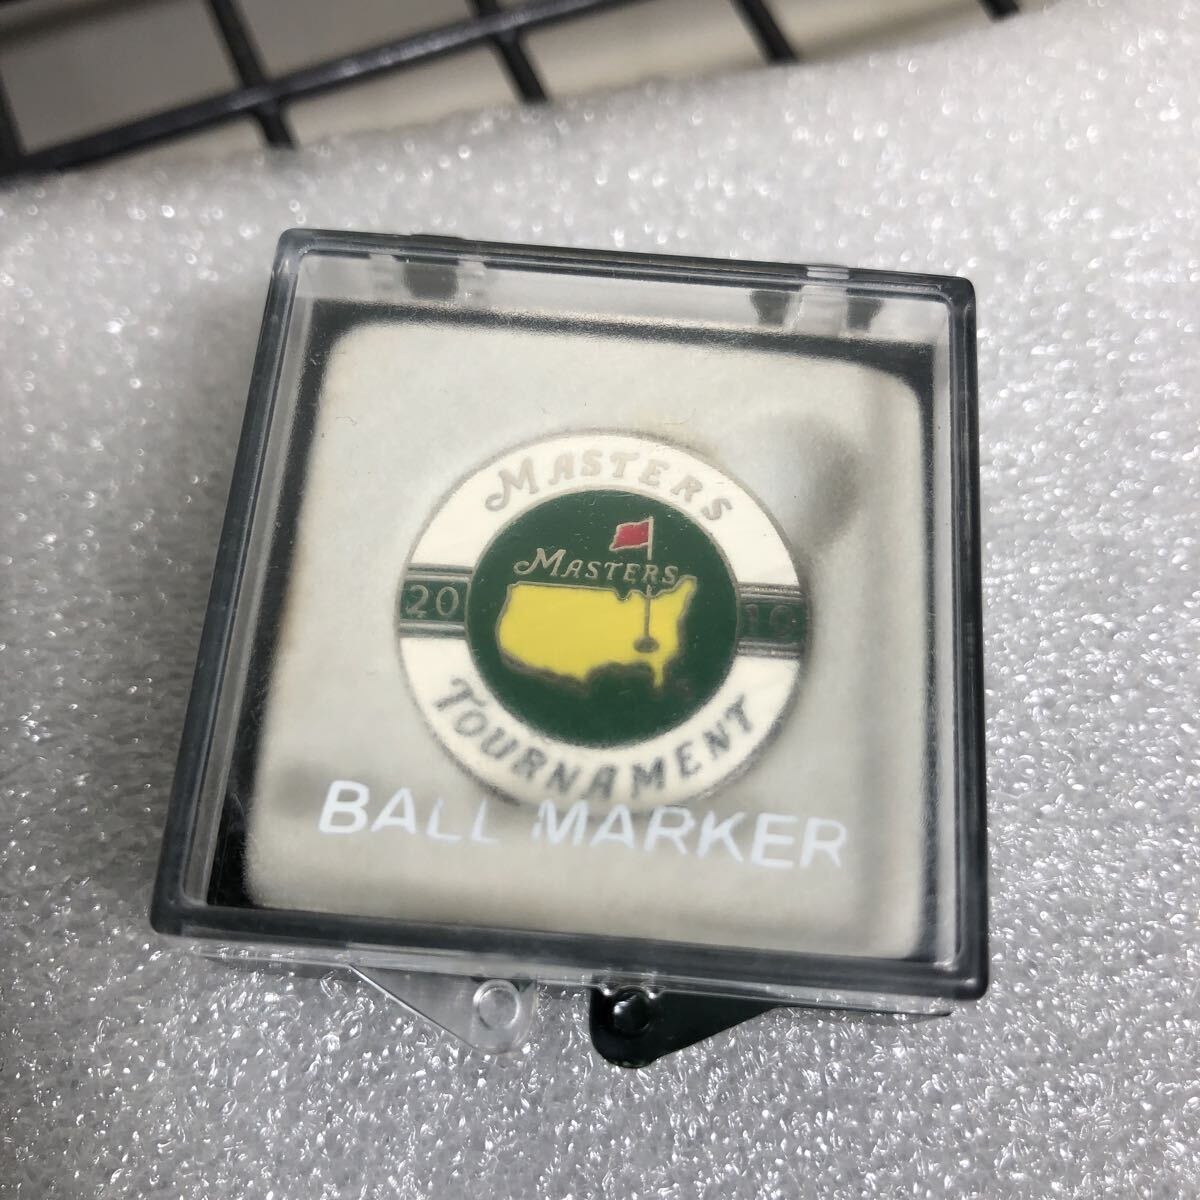 MASTERS
MASTERS
20 10
TOURNAMENT
BALL MARKER